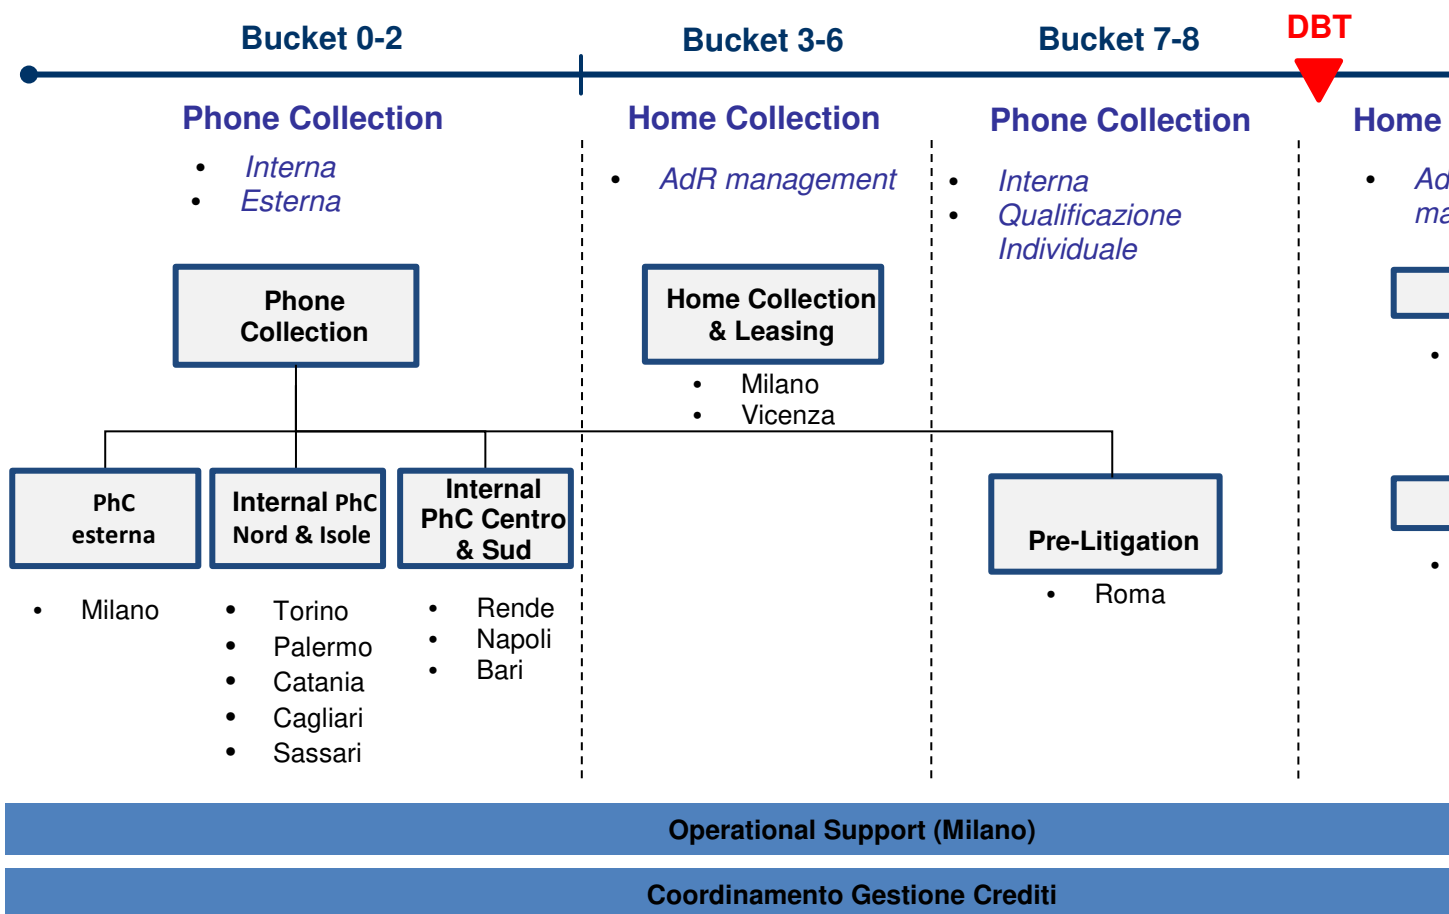 Bucket 0-2
Bucket 3-6
Bucket 7-8
DBT
Phone Collection
• Interna
• Esterna
Home Collection
• AdR management
Phone Collection
• Interna
• Qualificazione
Individuale
Home
• Ad
ma
Phone
Collection
Home Collection
& Leasing
• Milano
• Vicenza
PhC
esterna
Internal PhC
Nord & Isole
Internal
PhC Centro
& Sud
Pre-Litigation
• Milano
• Torino
• Palermo
• Catania
• Cagliari
• Sassari
• Rende
• Napoli
• Bari
• Roma
Operational Support (Milano)
Coordinamento Gestione Crediti